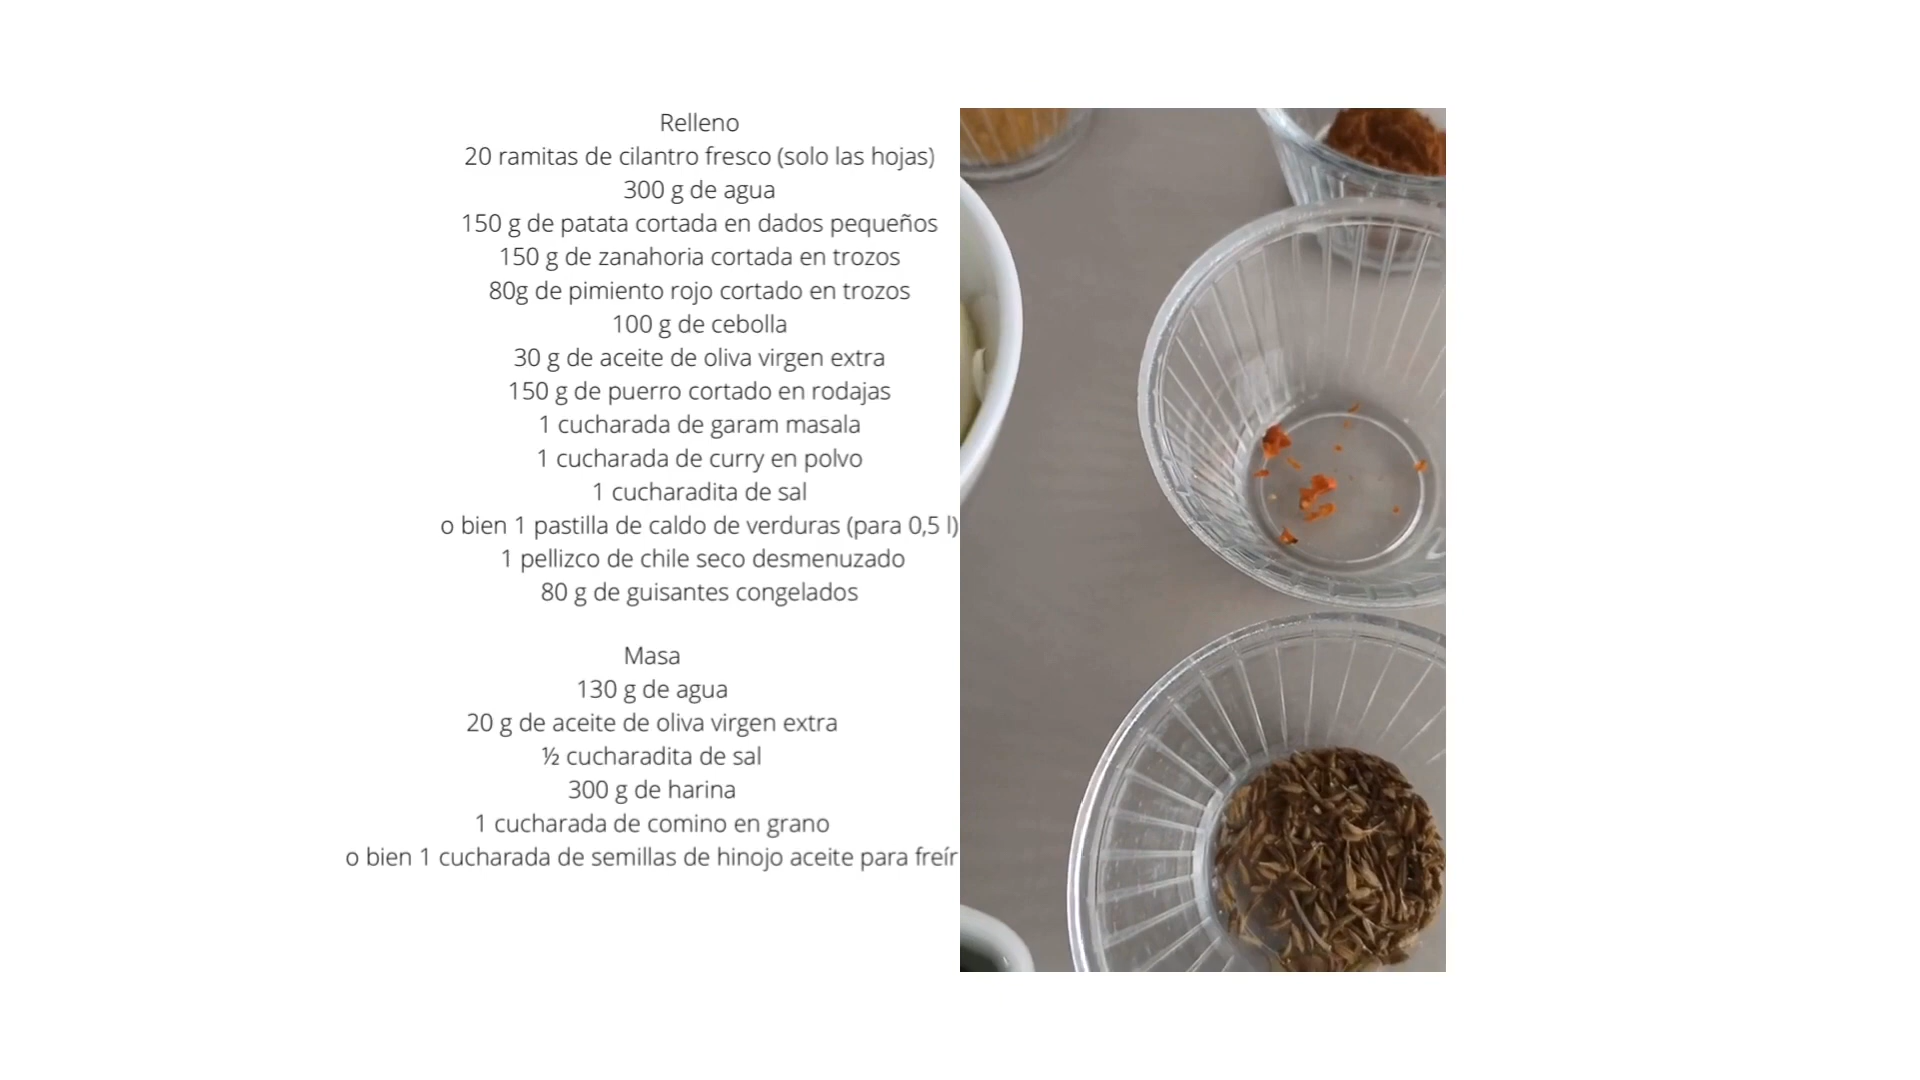 Relleno
20 ramitas de cilantro fresco (solo las hojas)
300 g de agua
150 g de patata cortada en dados pequeños
150 g de zanahoria cortada en trozos
80g de pimiento rojo cortado en trozos
100 g de cebolla
30 g de aceite de oliva virgen extra
150 g de puerro cortado en rodajas
1 cucharada de garam masala
1 cucharada de curry en polvo
1 cucharadita de sal
o bien 1 pastilla de caldo de verduras (para 0,5 l)
1 pellizco de chile seco desmenuzado
80 g de guisantes congelados
Masa
130 g de agua
20 g de aceite de oliva virgen extra
½ cucharadita de sal
300 g de harina
1 cucharada de comino en grano
o bien 1 cucharada de semillas de hinojo aceite para freír